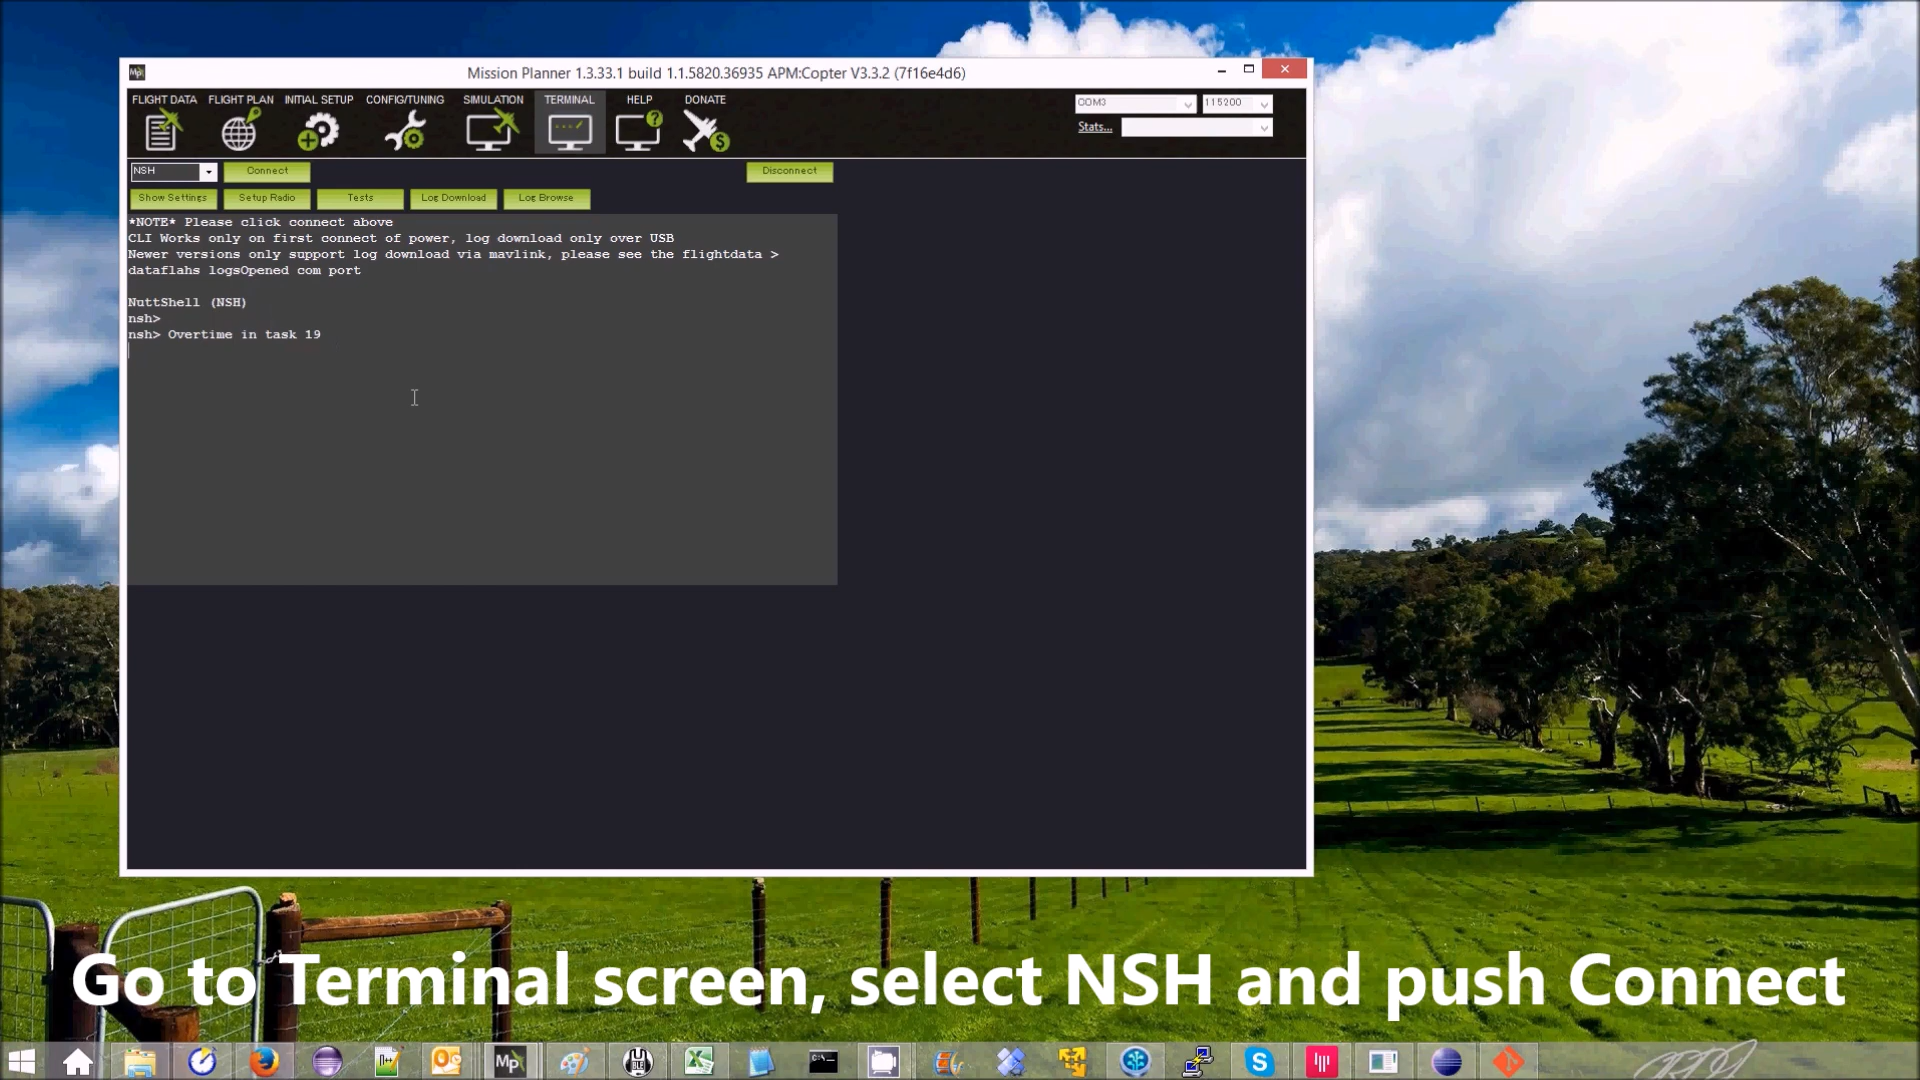 Mission Planner 1.3.33.1 build 1.1.5820.36935 APM:Copter V3.3.2 (7f16e4d6)
FLIGHT DATA FLIGHT PLAN INITIAL SETUP CONFIG/TUNING SIMULATION TERMINAL HELP DONATE
COM3 115200
Stats...
NSH Connect Disconnect
Show Settings Setup Radio Tests Log Download Log Browse
*NOTE* Please click connect above
CLI Works only on first connect of power, log download only over USB
Newer versions only support log download via mavlink, please see the flightdata >
dataflahs logsOpened com port
NuttShell (NSH)
nsh>
nsh> Overtime in task 19
Go to Terminal screen, select NSH and push Connect